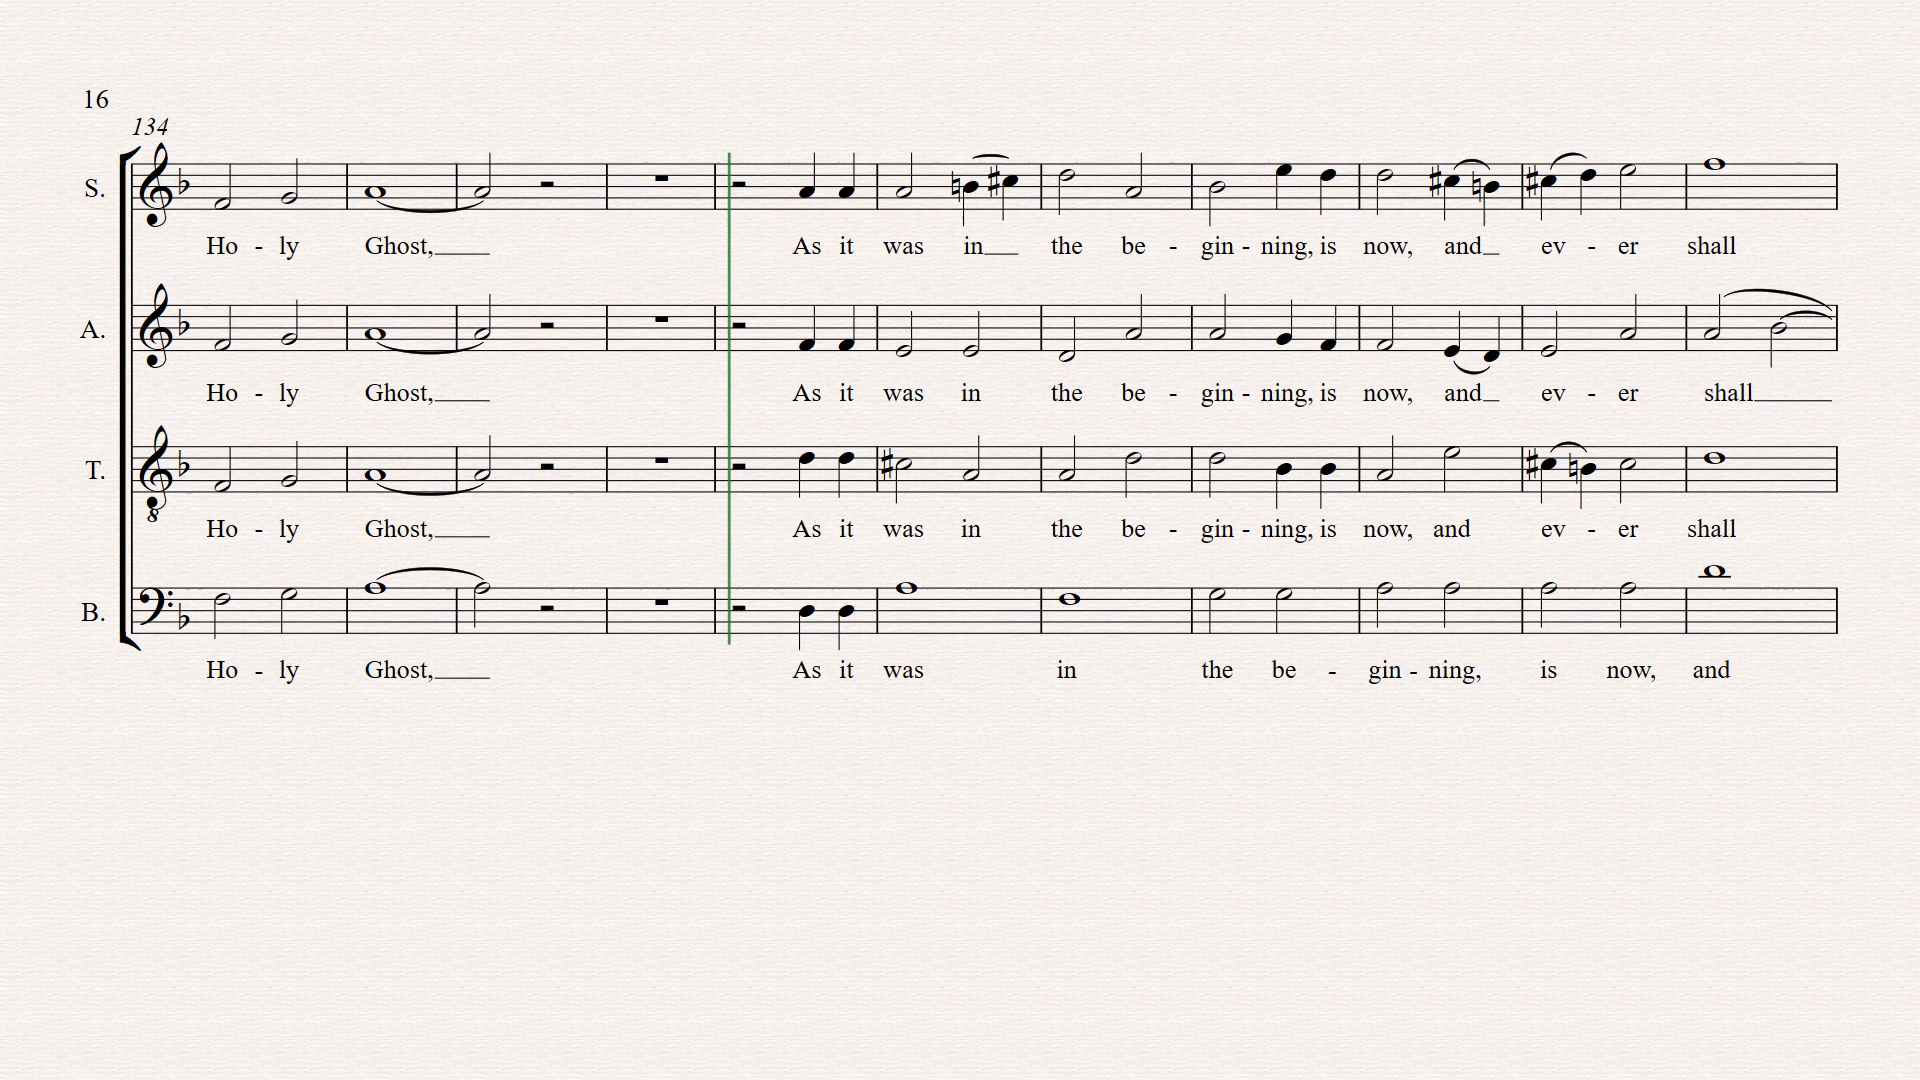 16
134
S.
Ho - ly Ghost, As it was in the be - gin - ning, is now, and ev - er shall
A.
Ho - ly Ghost, As it was in the be - gin - ning, is now, and ev - er shall
T.
8
Ho - ly Ghost, As it was in the be - gin - ning, is now, and ev - er shall
B.
Ho - ly Ghost, As it was in the be - gin - ning, is now, and